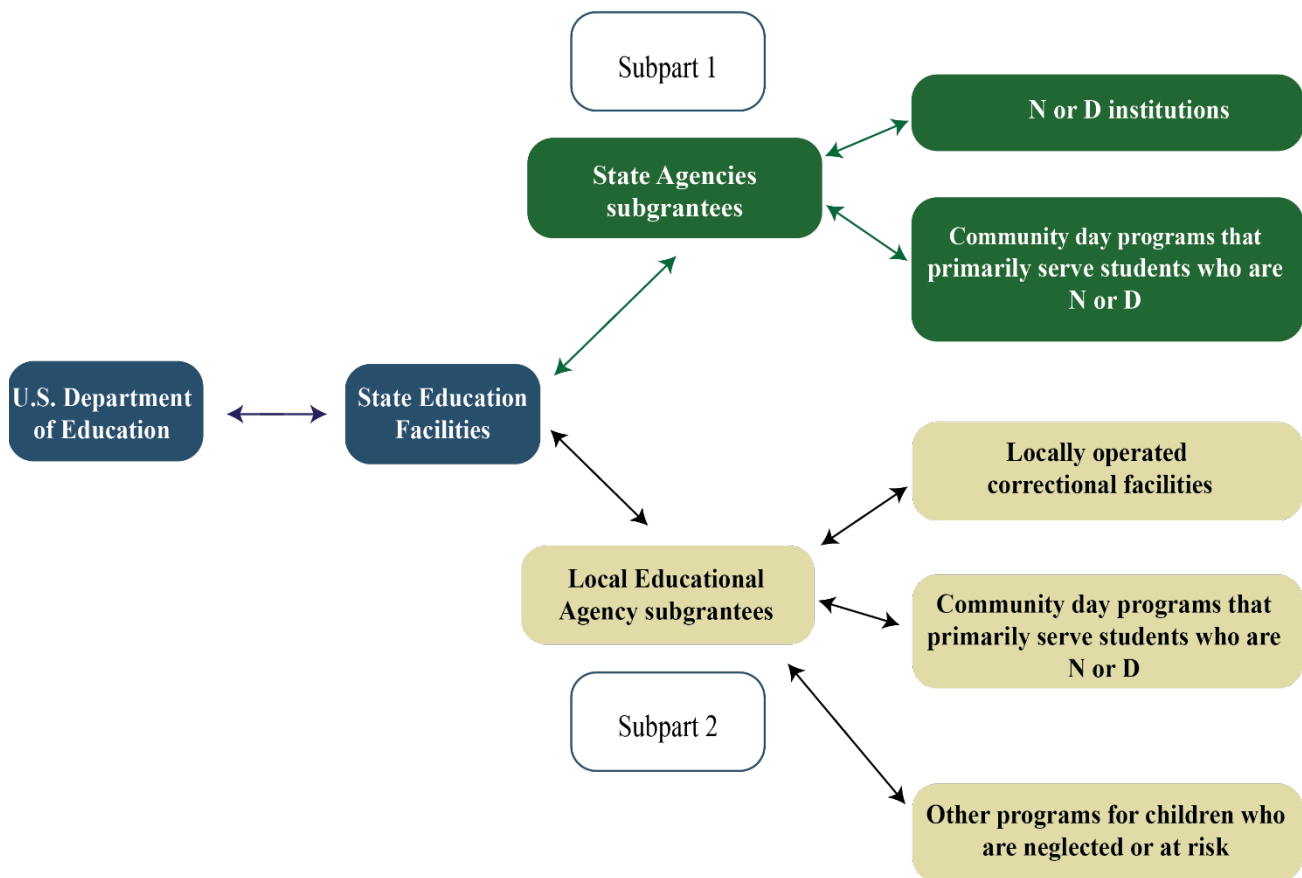 Subpart 1
N or D institutions
State Agencies
subgrantees
Community day programs that
primarily serve students who are
N or D
U.S. Department
of Education
State Education
Facilities
Locally operated
correctional facilities
Local Educational
Agency subgrantees
Community day programs that
primarily serve students who are
N or D
Subpart 2
Other programs for children who
are neglected or at risk